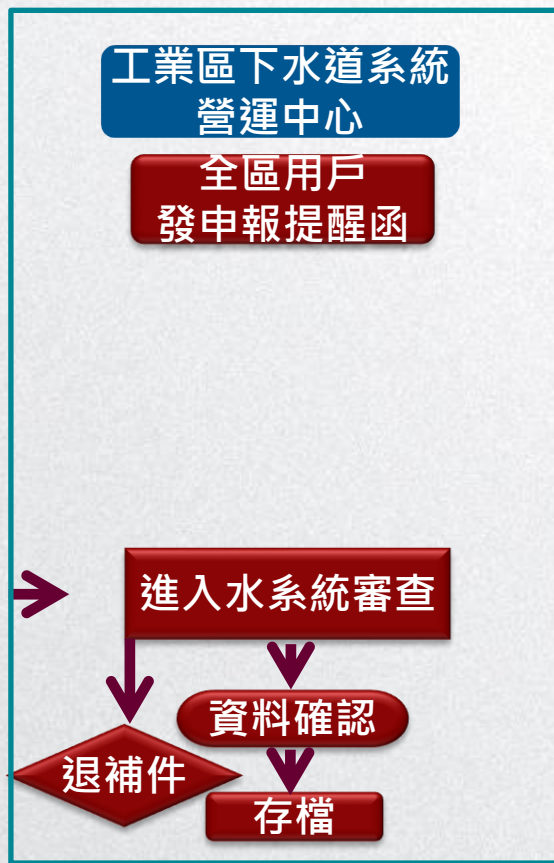 工業區下水道系統
營運中心
全區用戶
發申報提醒函
進入水系統審查
資料確認
退補件
存檔